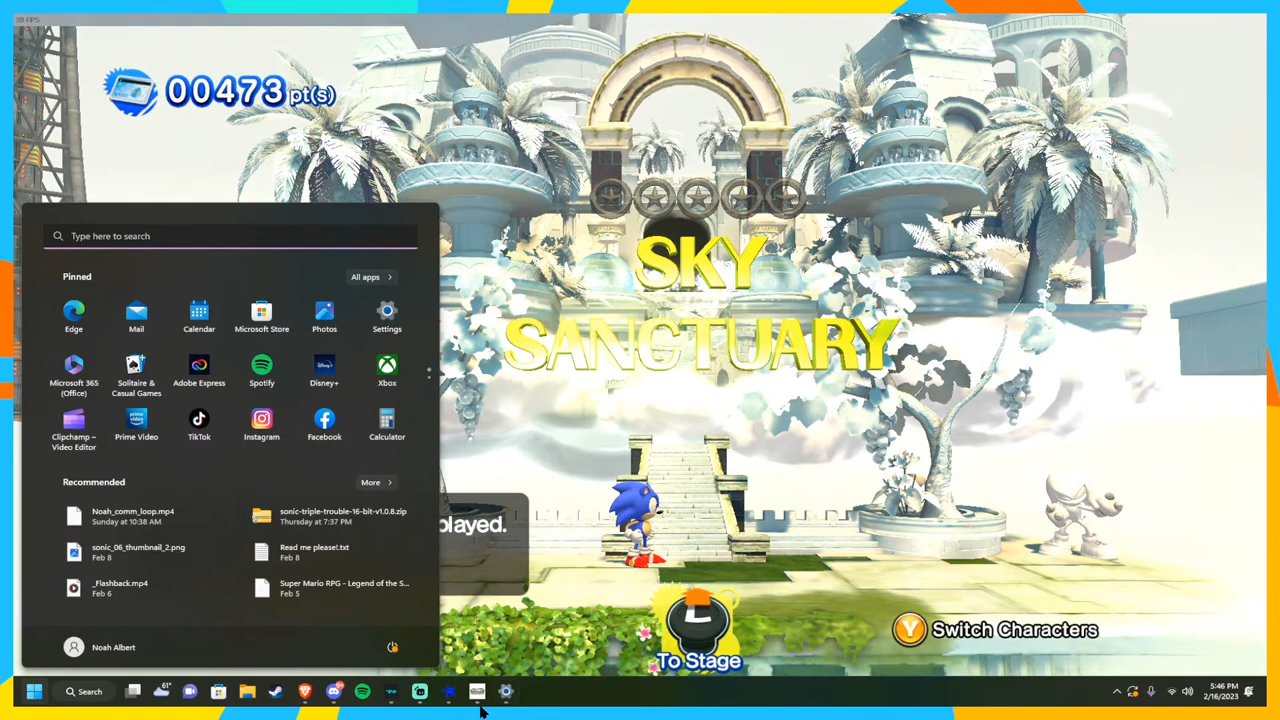 59 FPS
00473 pt(s)
SKY
SANCTUARY
played.
Y Switch Characters
L
To Stage
Type here to search
Pinned
All apps >
Edge
Mail
Calendar
Microsoft Store
Photos
Settings
Microsoft 365
(Office)
Solitaire &
Casual Games
Adobe Express
Spotify
Disney+
Xbox
Clipchamp –
Video Editor
Prime Video
TikTok
Instagram
Facebook
Calculator
Recommended
More >
Noah_comm_loop.mp4
Sunday at 10:38 AM
sonic-triple-trouble-16-bit-v1.0.8.zip
Thursday at 7:37 PM
sonic_06_thumbnail_2.png
Feb 8
Read me please!.txt
Feb 8
_Flashback.mp4
Feb 6
Super Mario RPG - Legend of the S...
Feb 5
Noah Albert
Search
61°
5:46 PM
2/16/2023